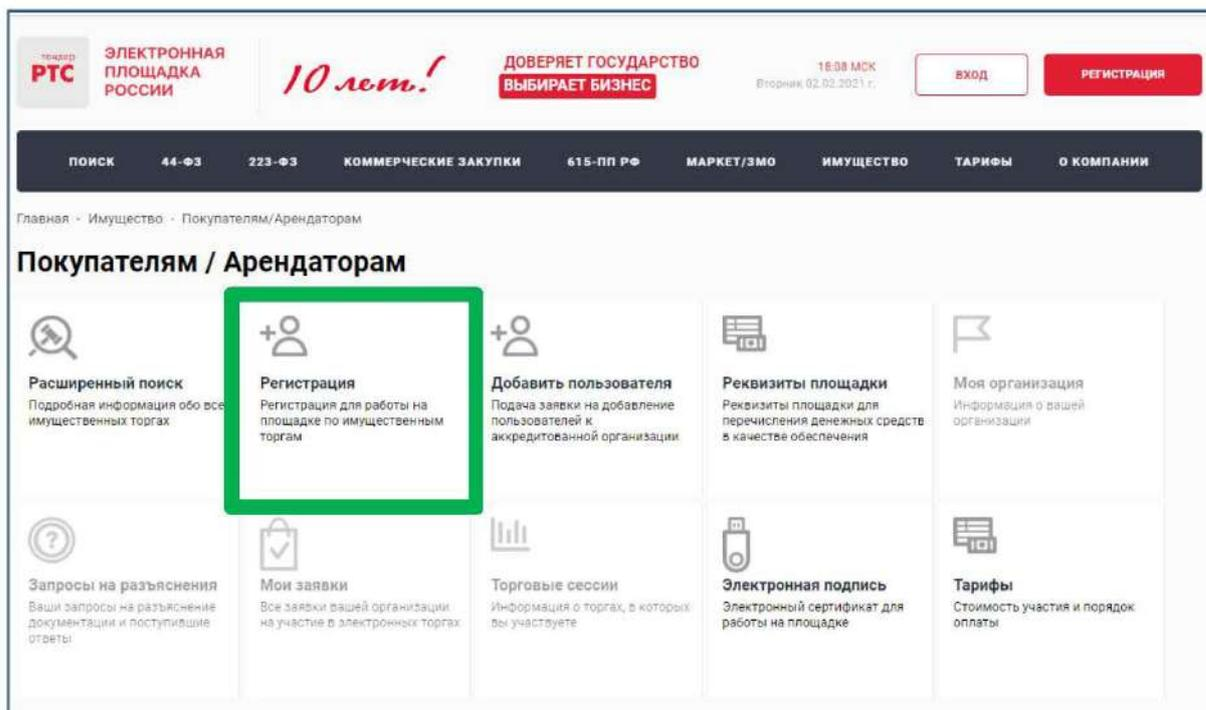 тендер
РТС
ЭЛЕКТРОННАЯ
ПЛОЩАДКА
РОССИИ
10 лет!
ДОВЕРЯЕТ ГОСУДАРСТВО
ВЫБИРАЕТ БИЗНЕС
18:08 МСК
Вторник 02.02.2021 г.
ВХОД
РЕГИСТРАЦИЯ
ПОИСК 44-ФЗ 223-ФЗ КОММЕРЧЕСКИЕ ЗАКУПКИ 615-ПП РФ МАРКЕТ/ЗМО ИМУЩЕСТВО ТАРИФЫ О КОМПАНИИ
Главная - Имущество - Покупателям/Арендаторам
Покупателям / Арендаторам
Расширенный поиск
Подробная информация обо все
имущественных торгах
Регистрация
Регистрация для работы на
площадке по имущественным
торгам
Добавить пользователя
Подача заявки на добавление
пользователей к
аккредитованной организации
Реквизиты площадки
Реквизиты площадки для
перечисления денежных средств
в качестве обеспечения
Моя организация
Информация о вашей
организации
Запросы на разъяснения
Ваши запросы на разъяснение
документации и поступившие
ответы
Мои заявки
Все заявки вашей организации
на участие в электронных торгах
Торговые сессии
Информация о торгах, в которых
вы участвуете
Электронная подпись
Электронный сертификат для
работы на площадке
Тарифы
Стоимость участия и порядок
оплаты